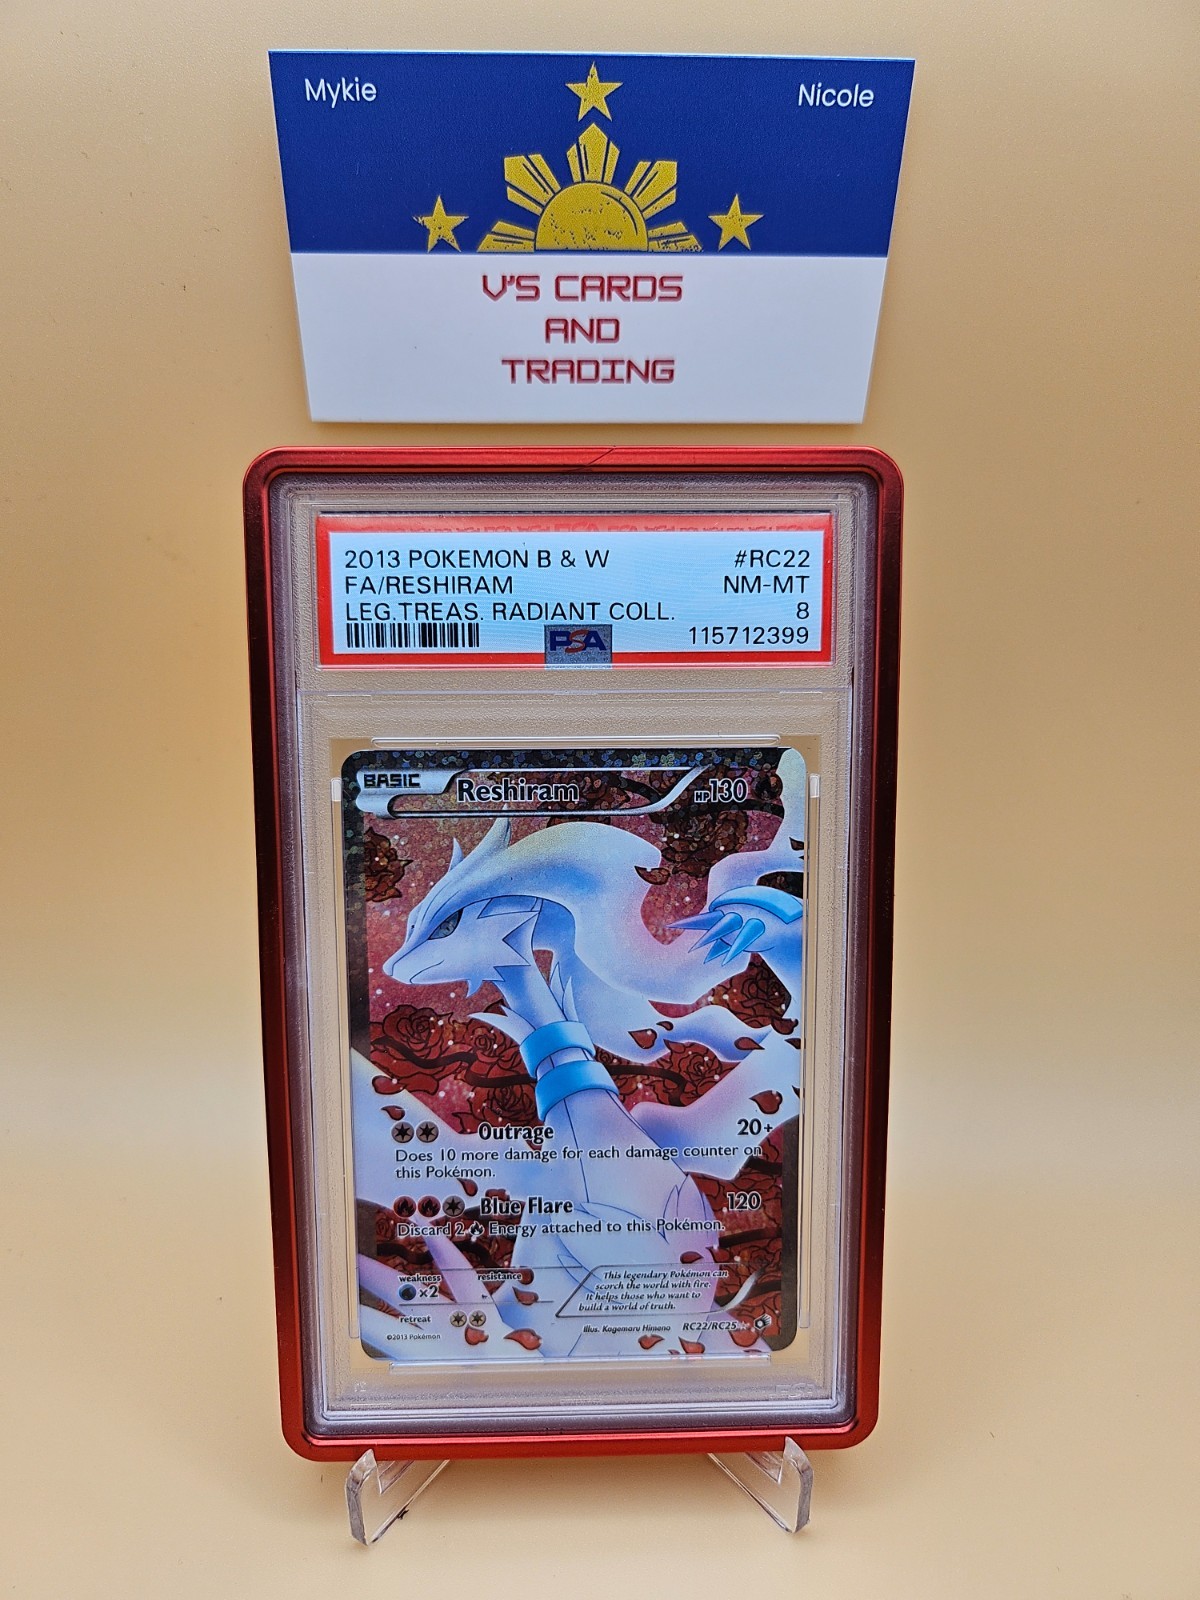 Mykie
Nicole
V'S CARDS
AND
TRADING
2013 POKEMON B & W #RC22
FA/RESHIRAM NM-MT
LEG.TREAS. RADIANT COLL. 8
PSA 115712399
BASIC Reshiram HP130
Outrage 20+
Does 10 more damage for each damage counter on
this Pokémon.
Blue Flare 120
Discard 2 Energy attached to this Pokémon.
weakness resistance
×2
retreat
This legendary Pokémon can
scorch the world with fire.
It helps those who want to
build a world of truth.
©2013 Pokémon
Illus. Kagemaru Himeno RC22/RC25